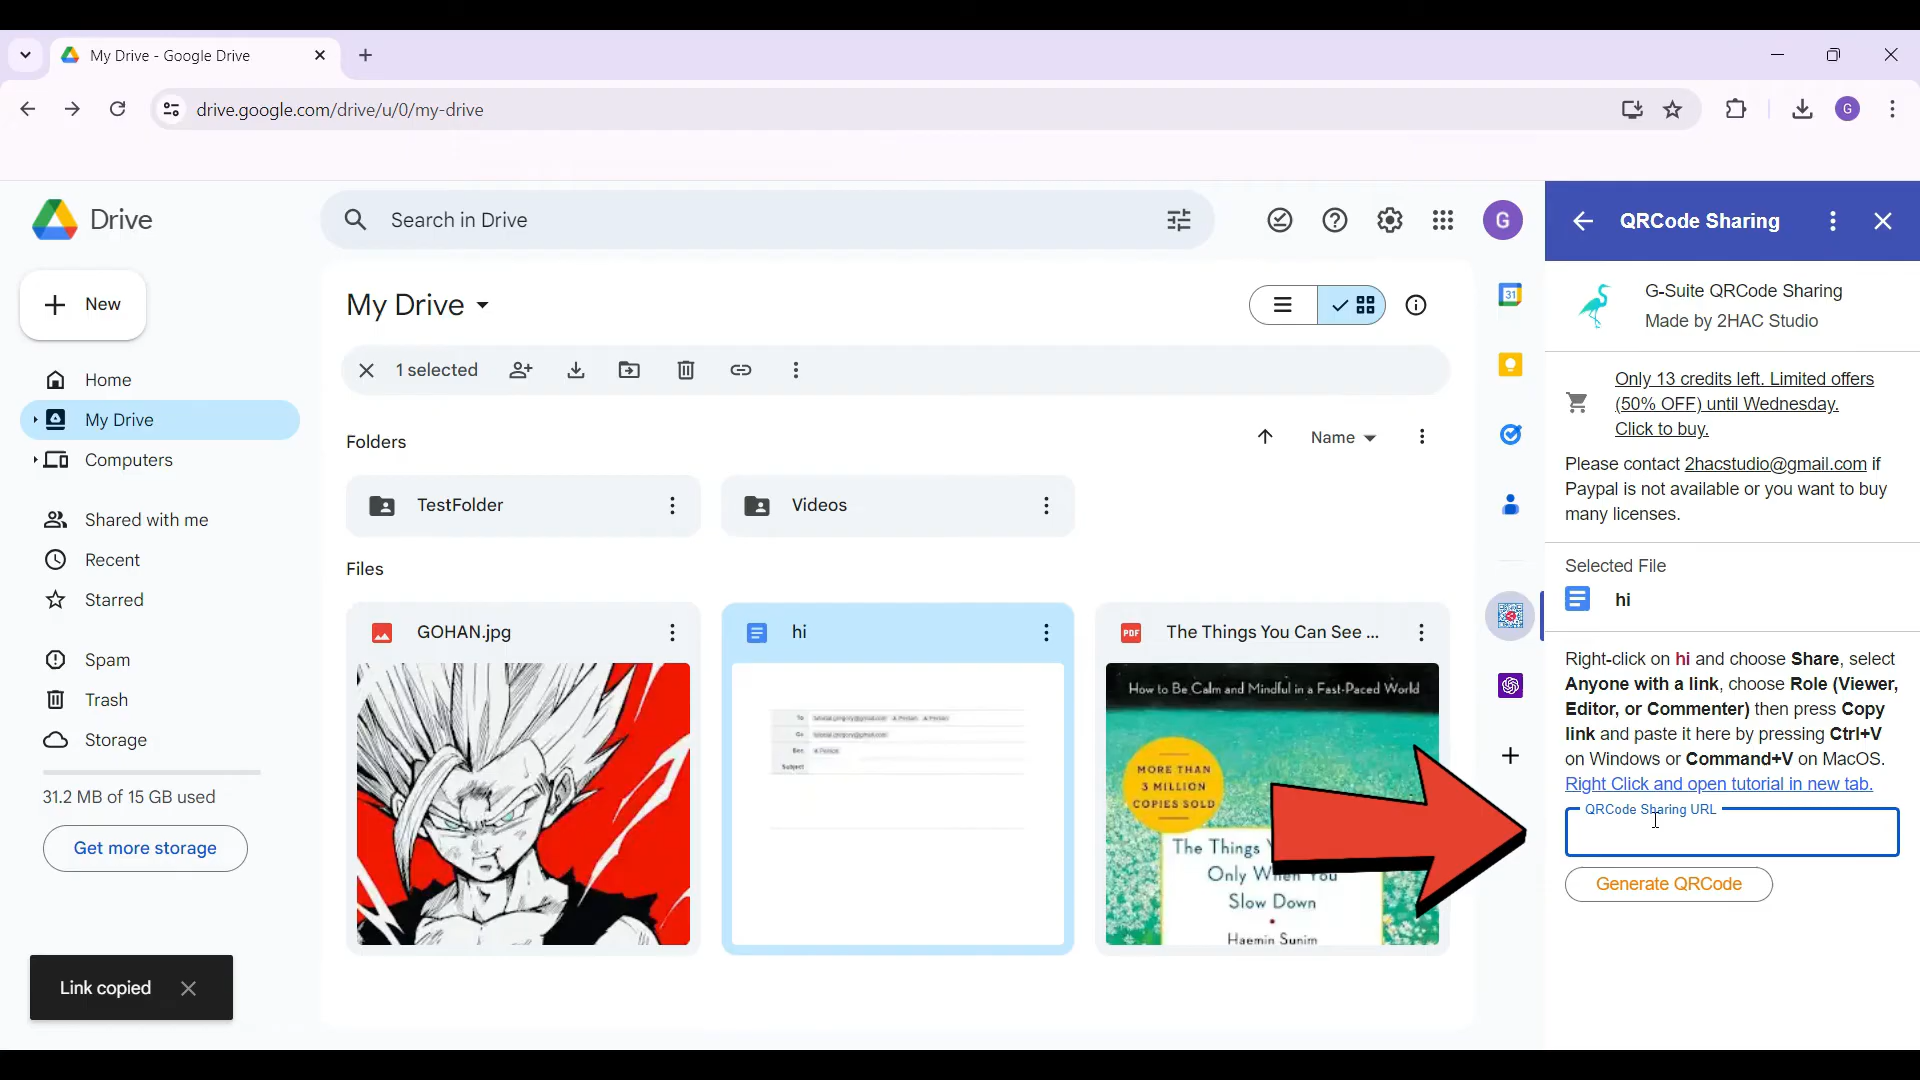 My Drive - Google Drive
drive.google.com/drive/u/0/my-drive
G
Drive
Search in Drive
G
QRCode Sharing
New
Home
My Drive
Computers
Shared with me
Recent
Starred
Spam
Trash
Storage
31.2 MB of 15 GB used
Get more storage
Link copied
My Drive
1 selected
Folders
Name
TestFolder
Videos
Files
GOHAN.jpg
hi
To
Cc
Bcc
Subject
PDF
The Things You Can See ...
How to Be Calm and Mindful in a Fast-Paced World
MORE THAN
3 MILLION
COPIES SOLD
The Things
Only When You
Slow Down
Haemin Sunim
31
G-Suite QRCode Sharing
Made by 2HAC Studio
Only 13 credits left. Limited offers
(50% OFF) until Wednesday.
Click to buy.
Please contact 2hacstudio@gmail.com if
Paypal is not available or you want to buy
many licenses.
Selected File
hi
Right-click on hi and choose Share, select
Anyone with a link, choose Role (Viewer,
Editor, or Commenter) then press Copy
link and paste it here by pressing Ctrl+V
on Windows or Command+V on MacOS.
Right Click and open tutorial in new tab.
QRCode Sharing URL
Generate QRCode